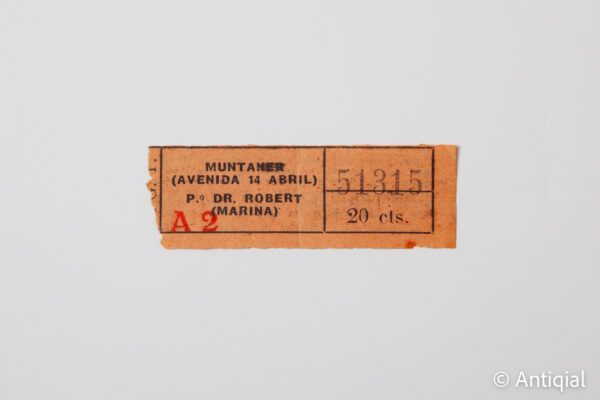 MUNTANER
(AVENIDA 14 ABRIL)
P.º DR. ROBERT
(MARINA)
A 2
51315
20 cts.
© Antiqial